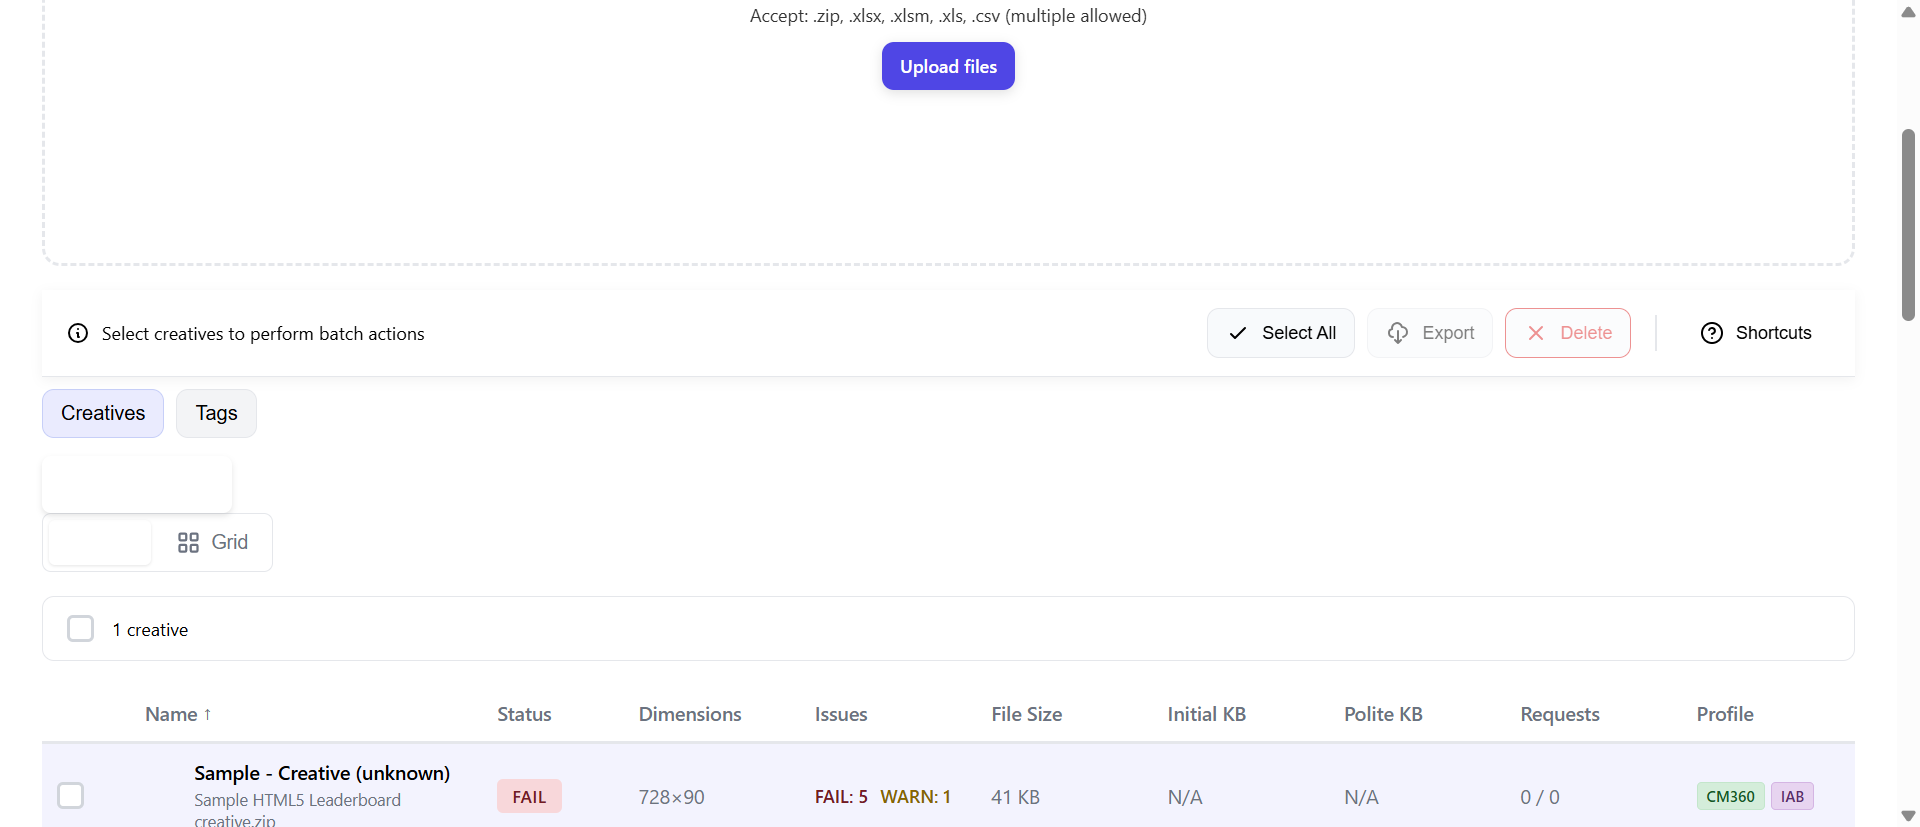 Accept: .zip, .xlsx, .xlsm, .xls, .csv (multiple allowed)
Upload files
Select creatives to perform batch actions
Select All
Export
Delete
Shortcuts
Creatives
Tags
Grid
1 creative
Name ↑ Status Dimensions Issues File Size Initial KB Polite KB Requests Profile
Sample - Creative (unknown)
Sample HTML5 Leaderboard
creative.zip
FAIL
728×90
FAIL: 5 WARN: 1
41 KB
N/A
N/A
0 / 0
CM360 IAB